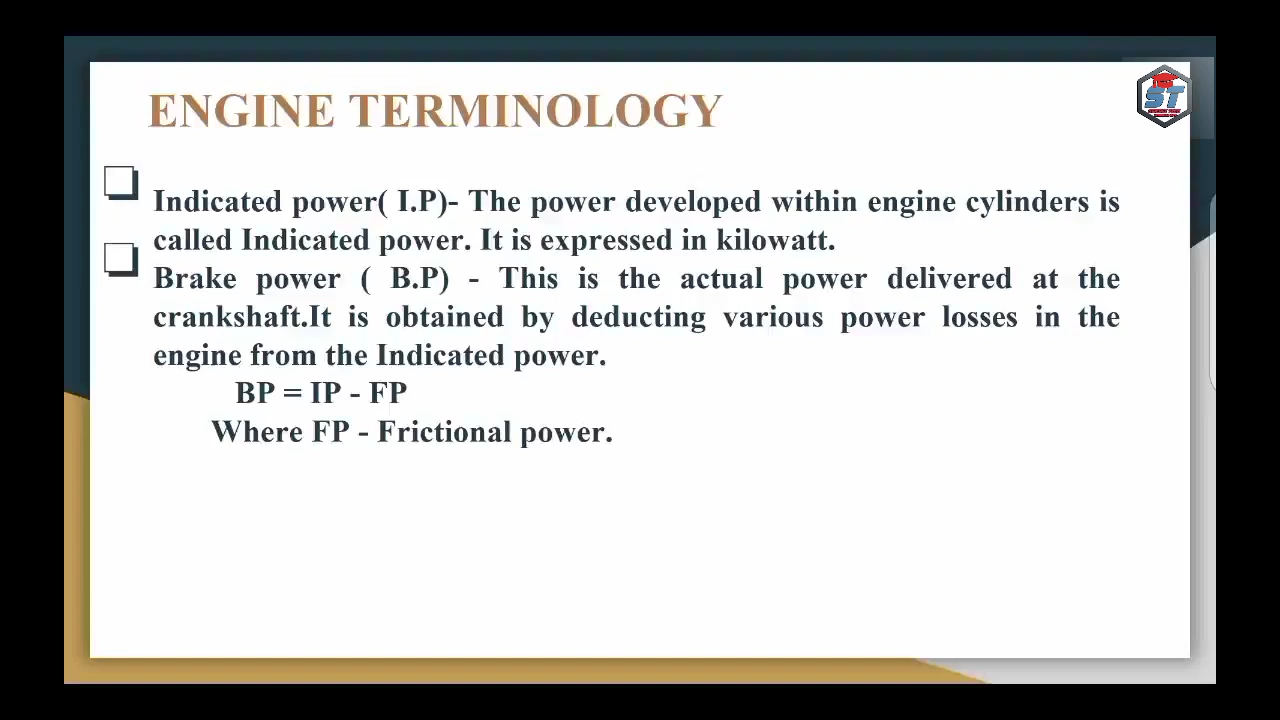 ENGINE TERMINOLOGY
ST
Indicated power( I.P)- The power developed within engine cylinders is
called Indicated power. It is expressed in kilowatt.
Brake power ( B.P) - This is the actual power delivered at the
crankshaft.It is obtained by deducting various power losses in the
engine from the Indicated power.
BP = IP - FP
Where FP - Frictional power.